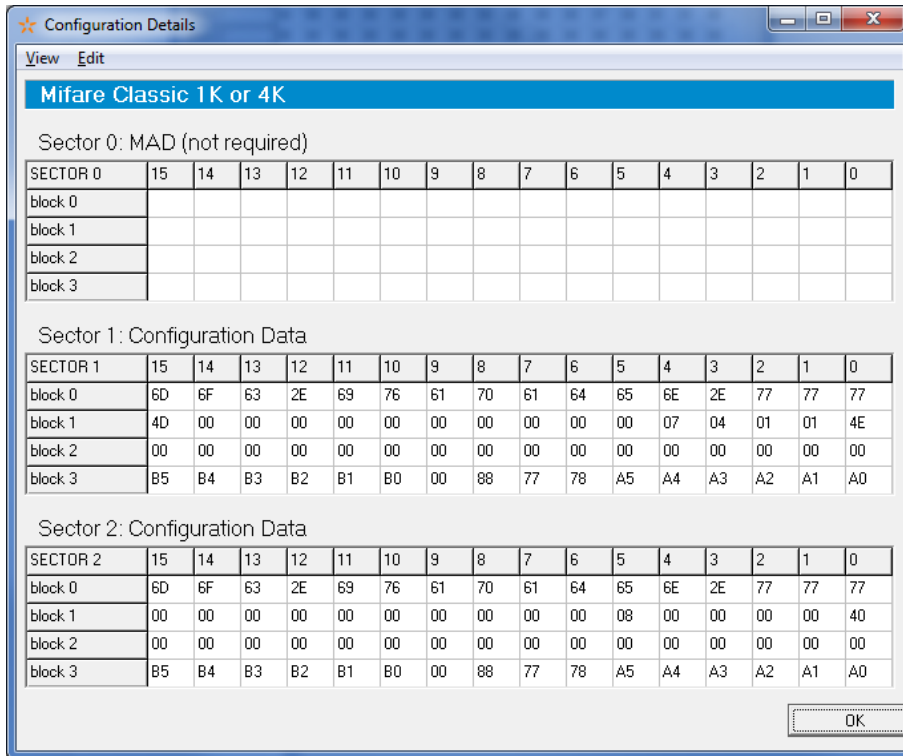 Configuration Details
View Edit
Mifare Classic 1K or 4K
Sector 0: MAD (not required)
SECTOR 0 15 14 13 12 11 10 9 8 7 6 5 4 3 2 1 0
block 0
block 1
block 2
block 3
Sector 1: Configuration Data
SECTOR 1 15 14 13 12 11 10 9 8 7 6 5 4 3 2 1 0
block 0 6D 6F 63 2E 69 76 61 70 61 64 65 6E 2E 77 77 77
block 1 4D 00 00 00 00 00 00 00 00 00 00 07 04 01 01 4E
block 2 00 00 00 00 00 00 00 00 00 00 00 00 00 00 00 00
block 3 B5 B4 B3 B2 B1 B0 00 88 77 78 A5 A4 A3 A2 A1 A0
Sector 2: Configuration Data
SECTOR 2 15 14 13 12 11 10 9 8 7 6 5 4 3 2 1 0
block 0 6D 6F 63 2E 69 76 61 70 61 64 65 6E 2E 77 77 77
block 1 00 00 00 00 00 00 00 00 00 00 08 00 00 00 00 40
block 2 00 00 00 00 00 00 00 00 00 00 00 00 00 00 00 00
block 3 B5 B4 B3 B2 B1 B0 00 88 77 78 A5 A4 A3 A2 A1 A0
OK